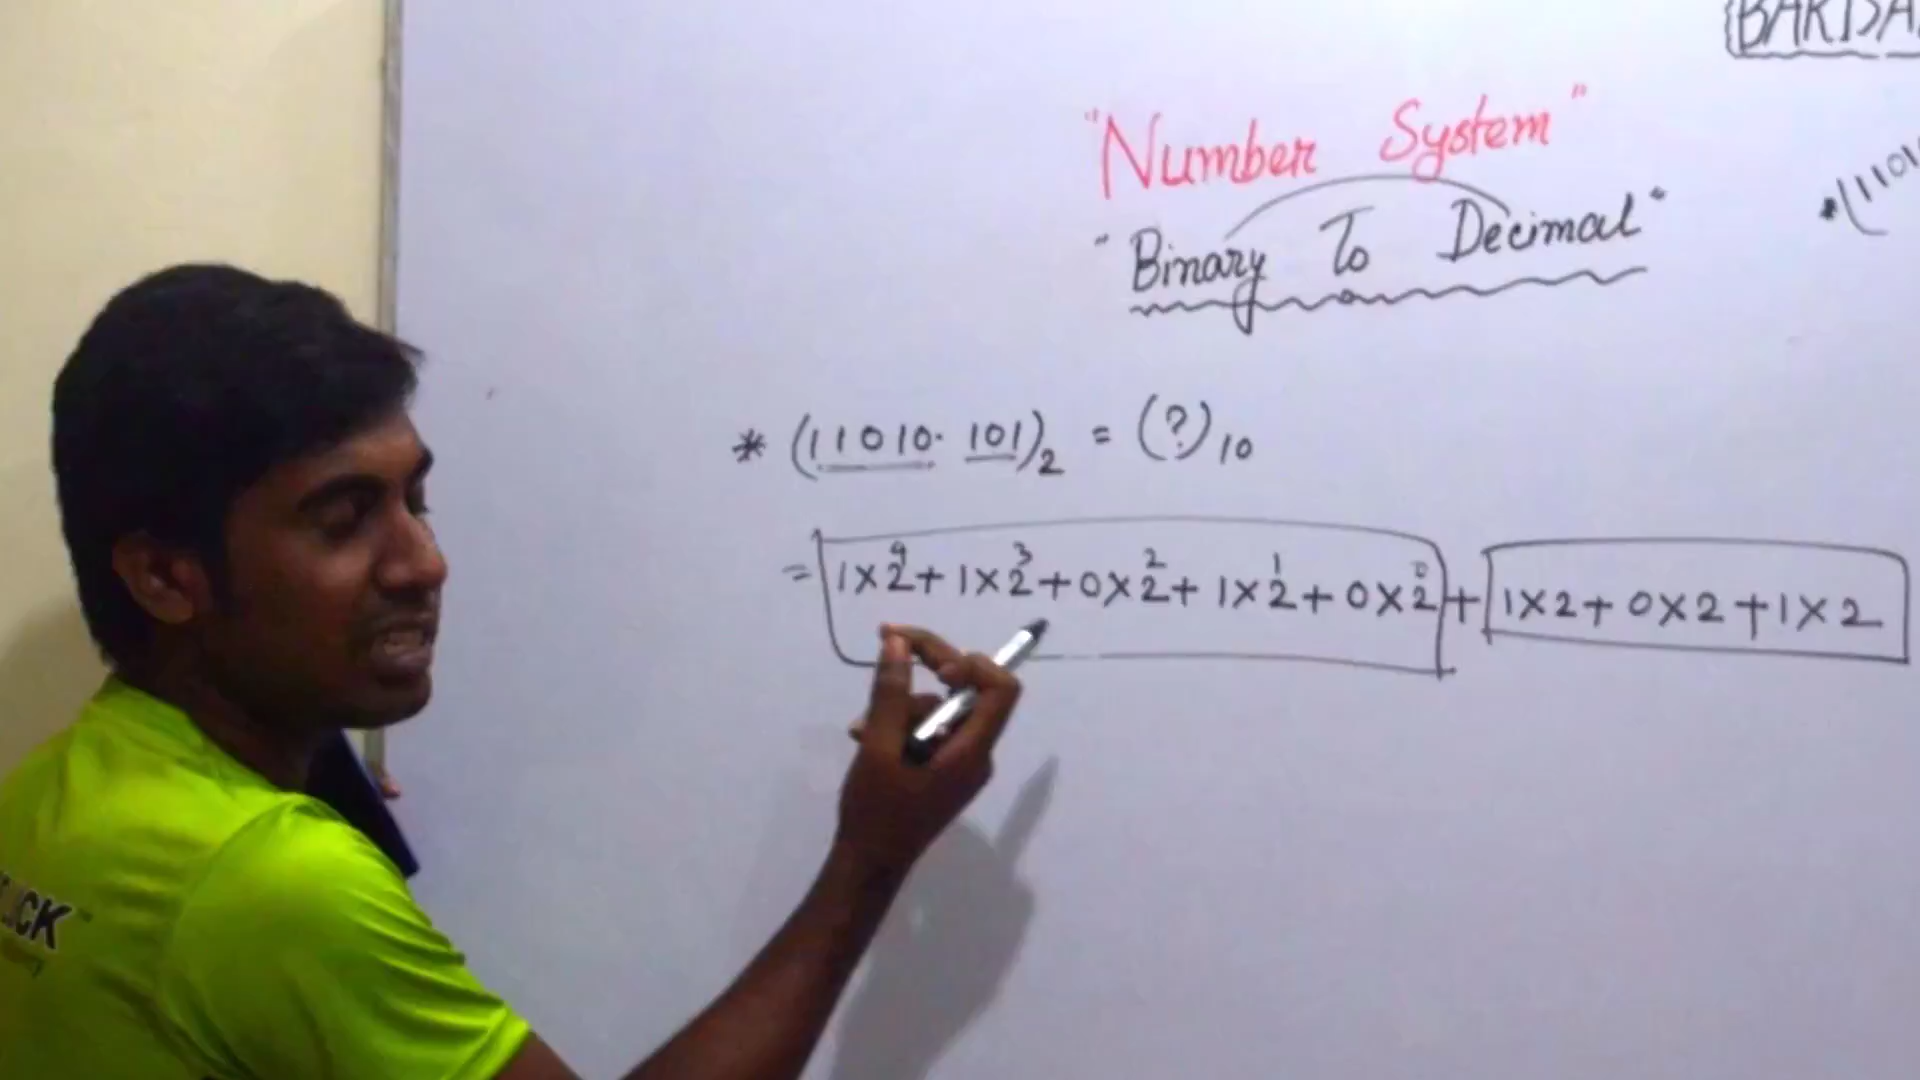 "Number System"
"Binary To Decimal"
* (11010.101)₂ = (?)₁₀
= 1×2⁴+1×2³+0×2²+1×2¹+0×2⁰+1×2+0×2+1×2